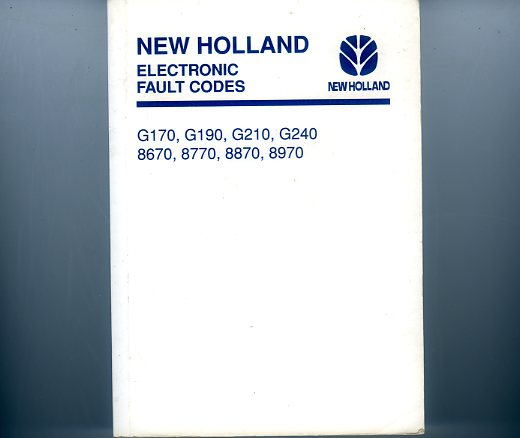 NEW HOLLAND
ELECTRONIC
FAULT CODES
NEW HOLLAND
G170, G190, G210, G240
8670, 8770, 8870, 8970